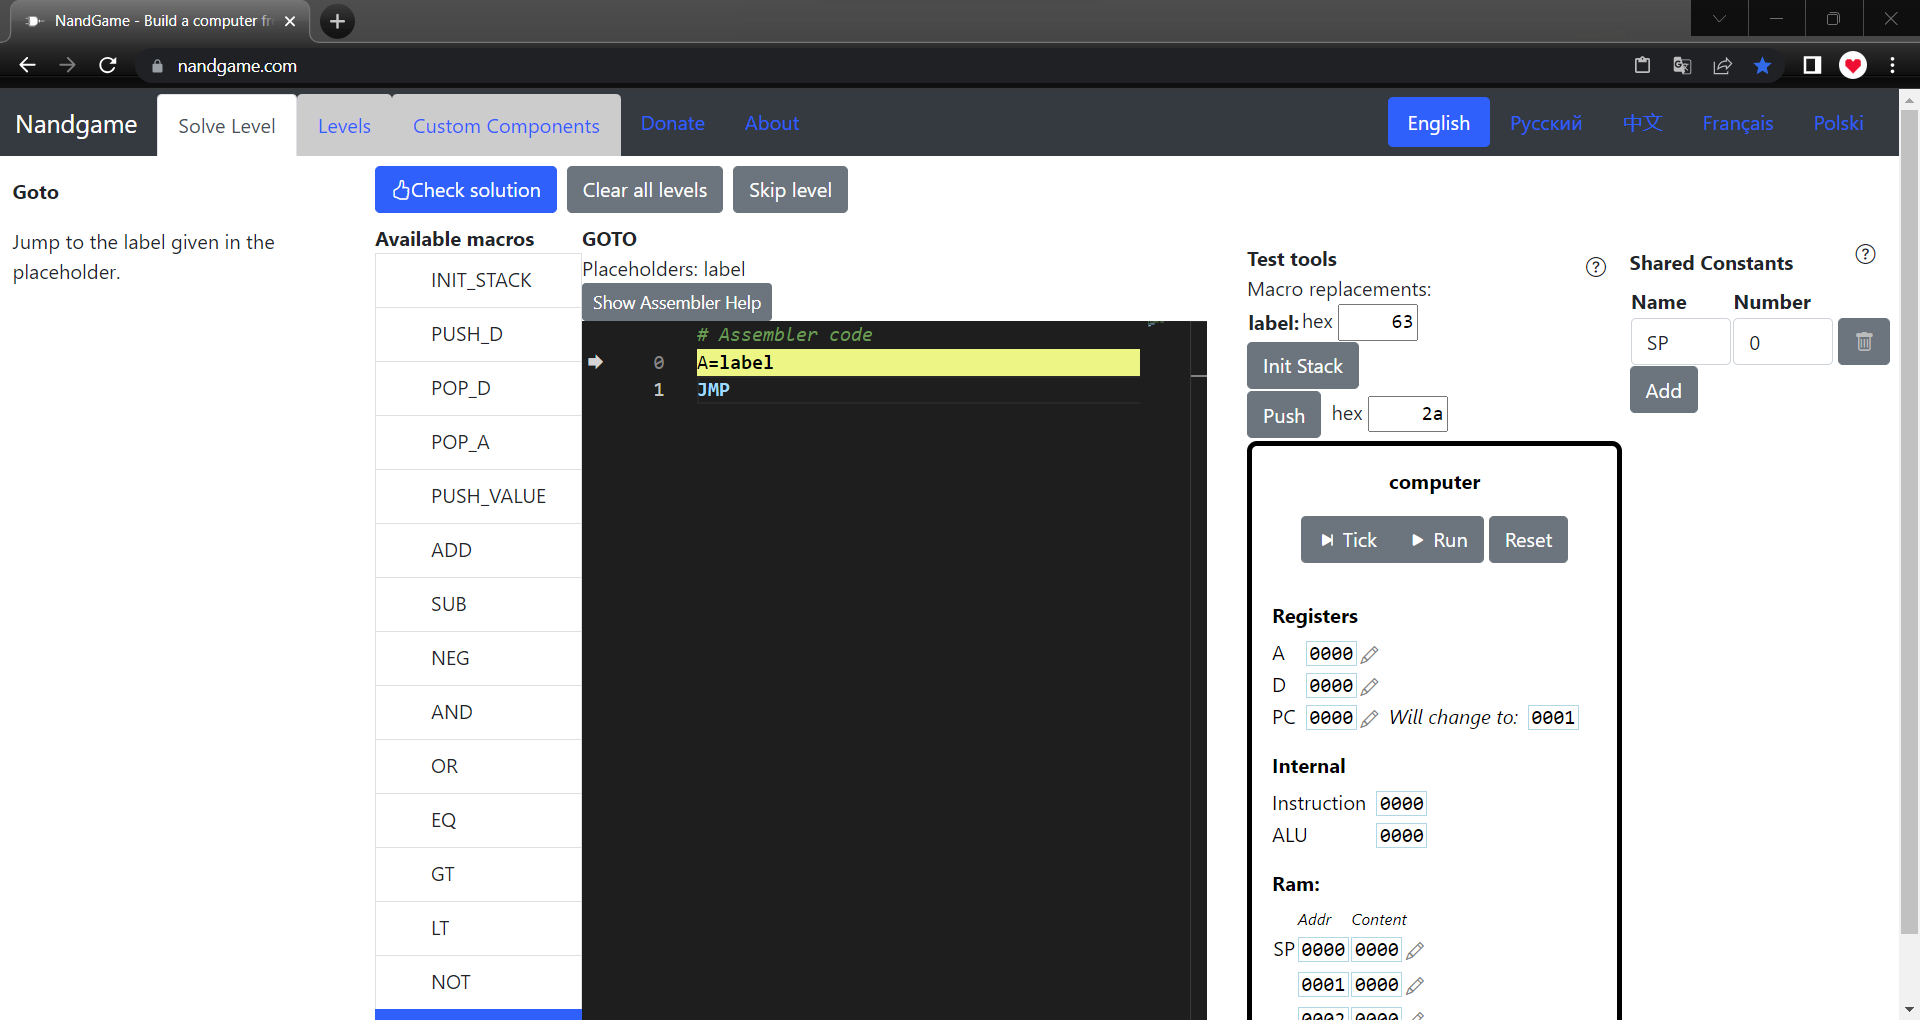 NandGame - Build a computer fr
nandgame.com
Nandgame
Solve Level
Levels
Custom Components
Donate
About
English
Русский
中文
Français
Polski
Goto
Jump to the label given in the
placeholder.
Check solution
Clear all levels
Skip level
Available macros
INIT_STACK
PUSH_D
POP_D
POP_A
PUSH_VALUE
ADD
SUB
NEG
AND
OR
EQ
GT
LT
NOT
GOTO
Placeholders: label
Show Assembler Help
# Assembler code
0 A=label
1 JMP
Test tools
Macro replacements:
label: hex 63
Init Stack
Push hex 2a
computer
Tick Run Reset
Registers
A 0000
D 0000
PC 0000 Will change to: 0001
Internal
Instruction 0000
ALU 0000
Ram:
Addr Content
SP 0000 0000
0001 0000
0002 0000
Shared Constants
Name Number
SP 0
Add